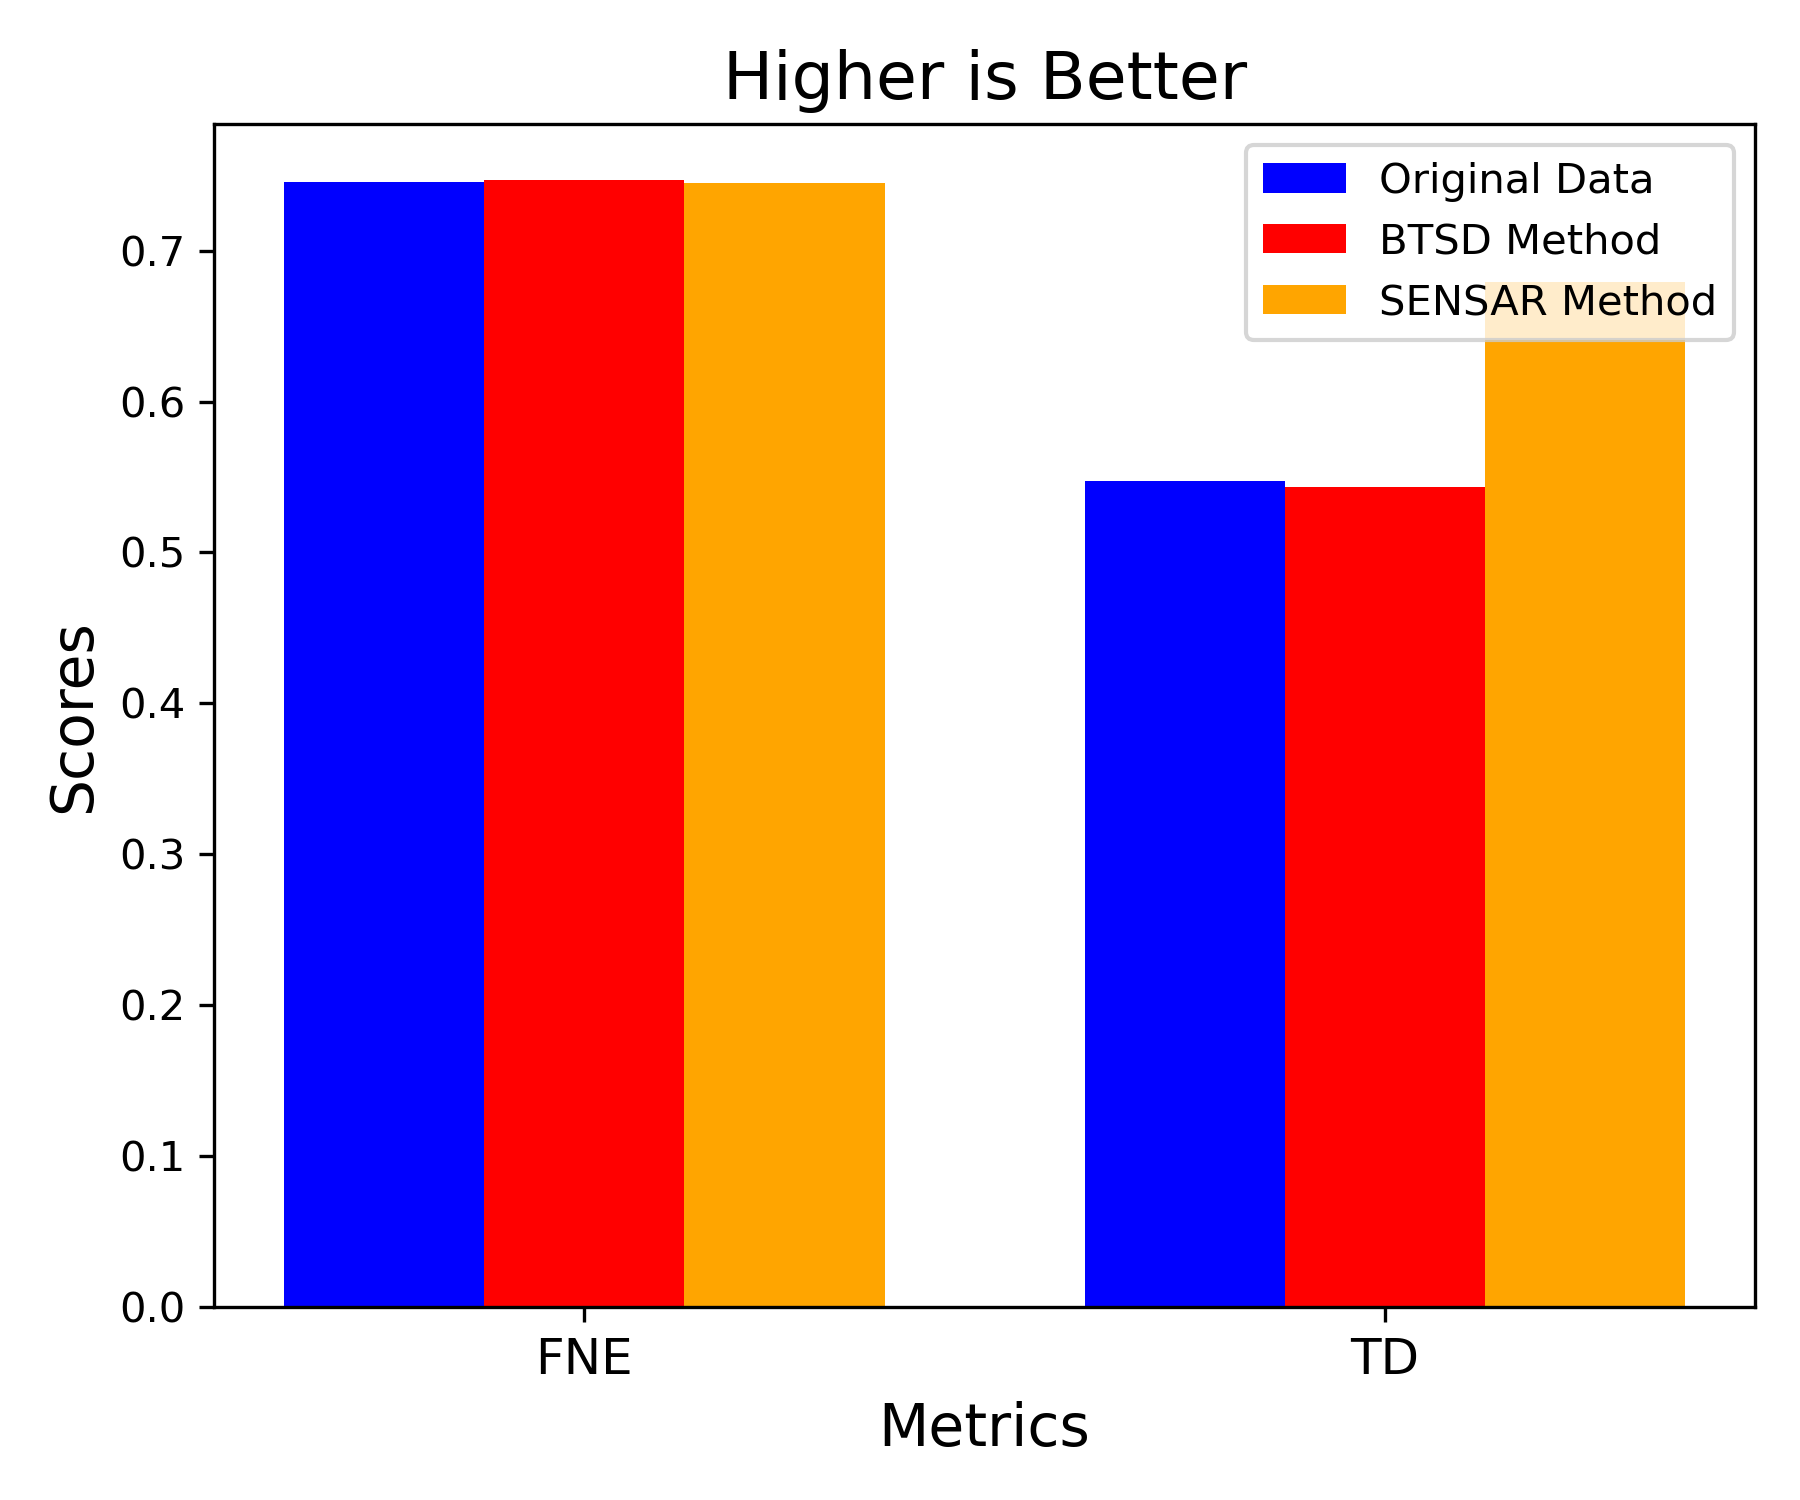 Higher is Better
Original Data
BTSD Method
SENSAR Method
0.7
0.6
0.5
0.4
0.3
0.2
0.1
0.0
Scores
FNE
TD
Metrics